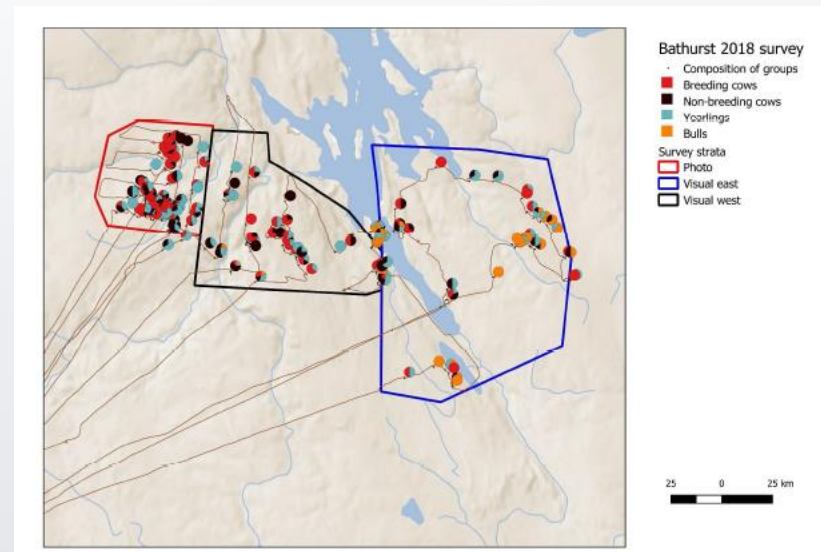 Bathurst 2018 survey
Composition of groups
Breeding cows
Non-breeding cows
Yearlings
Bulls
Survey strata
Photo
Visual east
Visual west
25 0 25 km